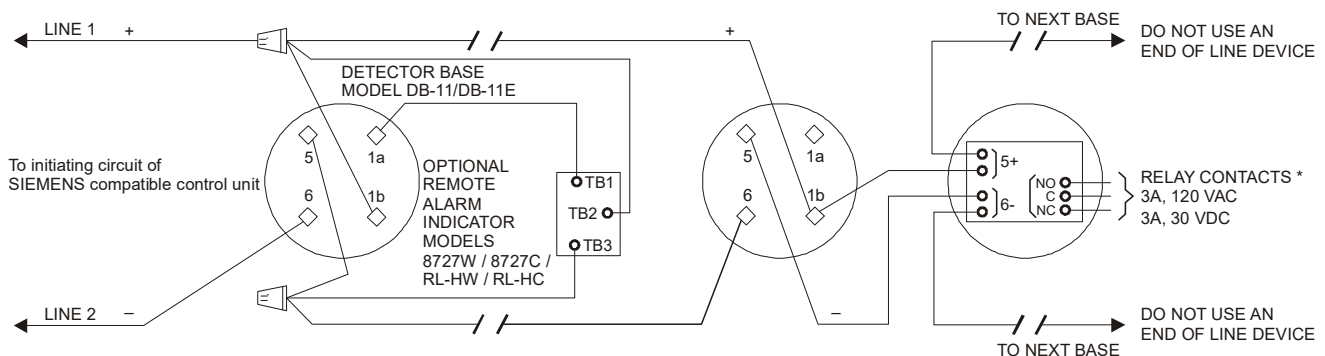 LINE 1 +
+
TO NEXT BASE
DO NOT USE AN
END OF LINE DEVICE
DETECTOR BASE
MODEL DB-11/DB-11E
To initiating circuit of
SIEMENS compatible control unit
5
1a
6
1b
OPTIONAL
REMOTE
ALARM
INDICATOR
MODELS
8727W / 8727C /
RL-HW / RL-HC
TB1
TB2
TB3
5
1a
6
1b
5+
6-
NO
C
NC
RELAY CONTACTS *
3A, 120 VAC
3A, 30 VDC
LINE 2 –
–
TO NEXT BASE
DO NOT USE AN
END OF LINE DEVICE